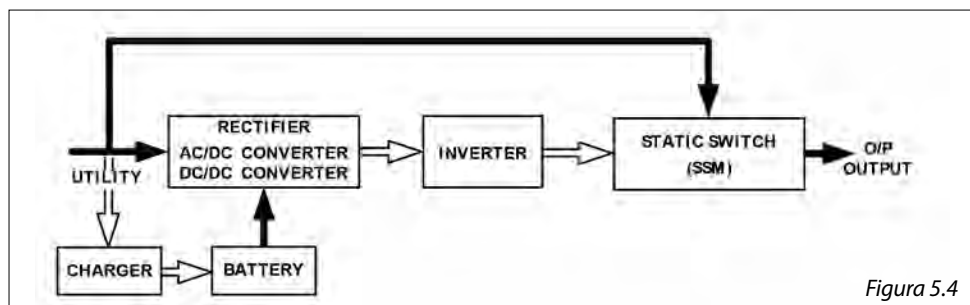 RECTIFIER
AC/DC CONVERTER
DC/DC CONVERTER
INVERTER
STATIC SWITCH
(SSM)
O/P
OUTPUT
UTILITY
CHARGER
BATTERY
Figura 5.4